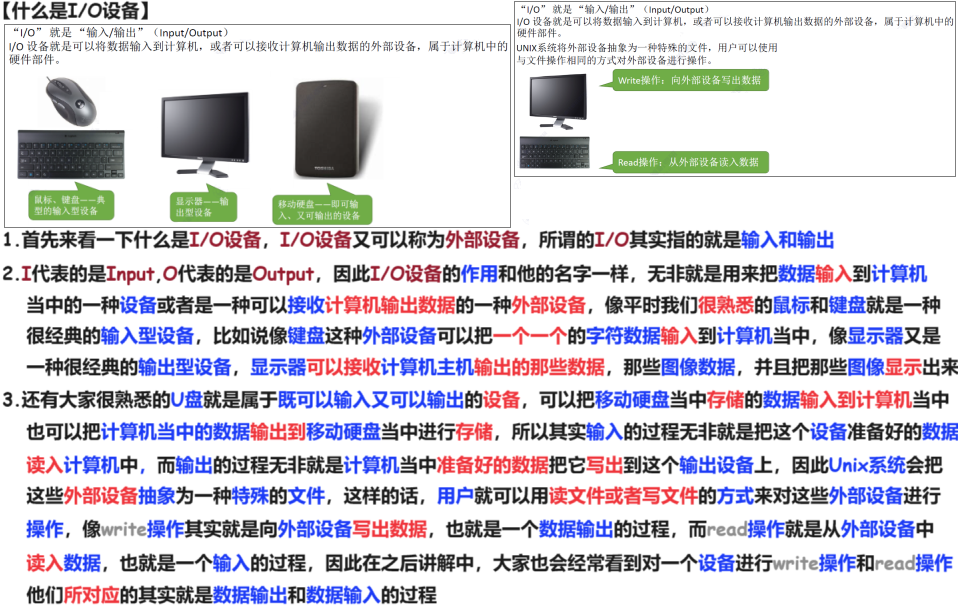 【什么是I/O设备】
“I/O” 就是 “输入/输出”（Input/Output）
I/O 设备就是可以将数据输入到计算机，或者可以接收计算机输出数据的外部设备，属于计算机中的
硬件部件。
鼠标、键盘——典
型的输入型设备
显示器——输
出型设备
移动硬盘——即可输
入、又可输出的设备
“I/O” 就是 “输入/输出”（Input/Output）
I/O 设备就是可以将数据输入到计算机，或者可以接收计算机输出数据的外部设备，属于计算机中的
硬件部件。
UNIX系统将外部设备抽象为一种特殊的文件，用户可以使用
与文件操作相同的方式对外部设备进行操作。
Write操作：向外部设备写出数据
Read操作：从外部设备读入数据
1.首先来看一下什么是I/O设备，I/O设备又可以称为外部设备，所谓的I/O其实指的就是输入和输出
2.I代表的是Input,O代表的是Output，因此I/O设备的作用和他的名字一样，无非就是用来把数据输入到计算机
当中的一种设备或者是一种可以接收计算机输出数据的一种外部设备，像平时我们很熟悉的鼠标和键盘就是一种
很经典的输入型设备，比如说像键盘这种外部设备可以把一个一个的字符数据输入到计算机当中，像显示器又是
一种很经典的输出型设备，显示器可以接收计算机主机输出的那些数据，那些图像数据，并且把那些图像显示出来
3.还有大家很熟悉的U盘就是属于既可以输入又可以输出的设备，可以把移动硬盘当中存储的数据输入到计算机当中
也可以把计算机当中的数据输出到移动硬盘当中进行存储，所以其实输入的过程无非就是把这个设备准备好的数据
读入计算机中，而输出的过程无非就是计算机当中准备好的数据把它写出到这个输出设备上，因此Unix系统会把
这些外部设备抽象为一种特殊的文件，这样的话，用户就可以用读文件或者写文件的方式来对这些外部设备进行
操作，像write操作其实就是向外部设备写出数据，也就是一个数据输出的过程，而read操作就是从外部设备中
读入数据，也就是一个输入的过程，因此在之后讲解中，大家也会经常看到对一个设备进行write操作和read操作
他们所对应的其实就是数据输出和数据输入的过程